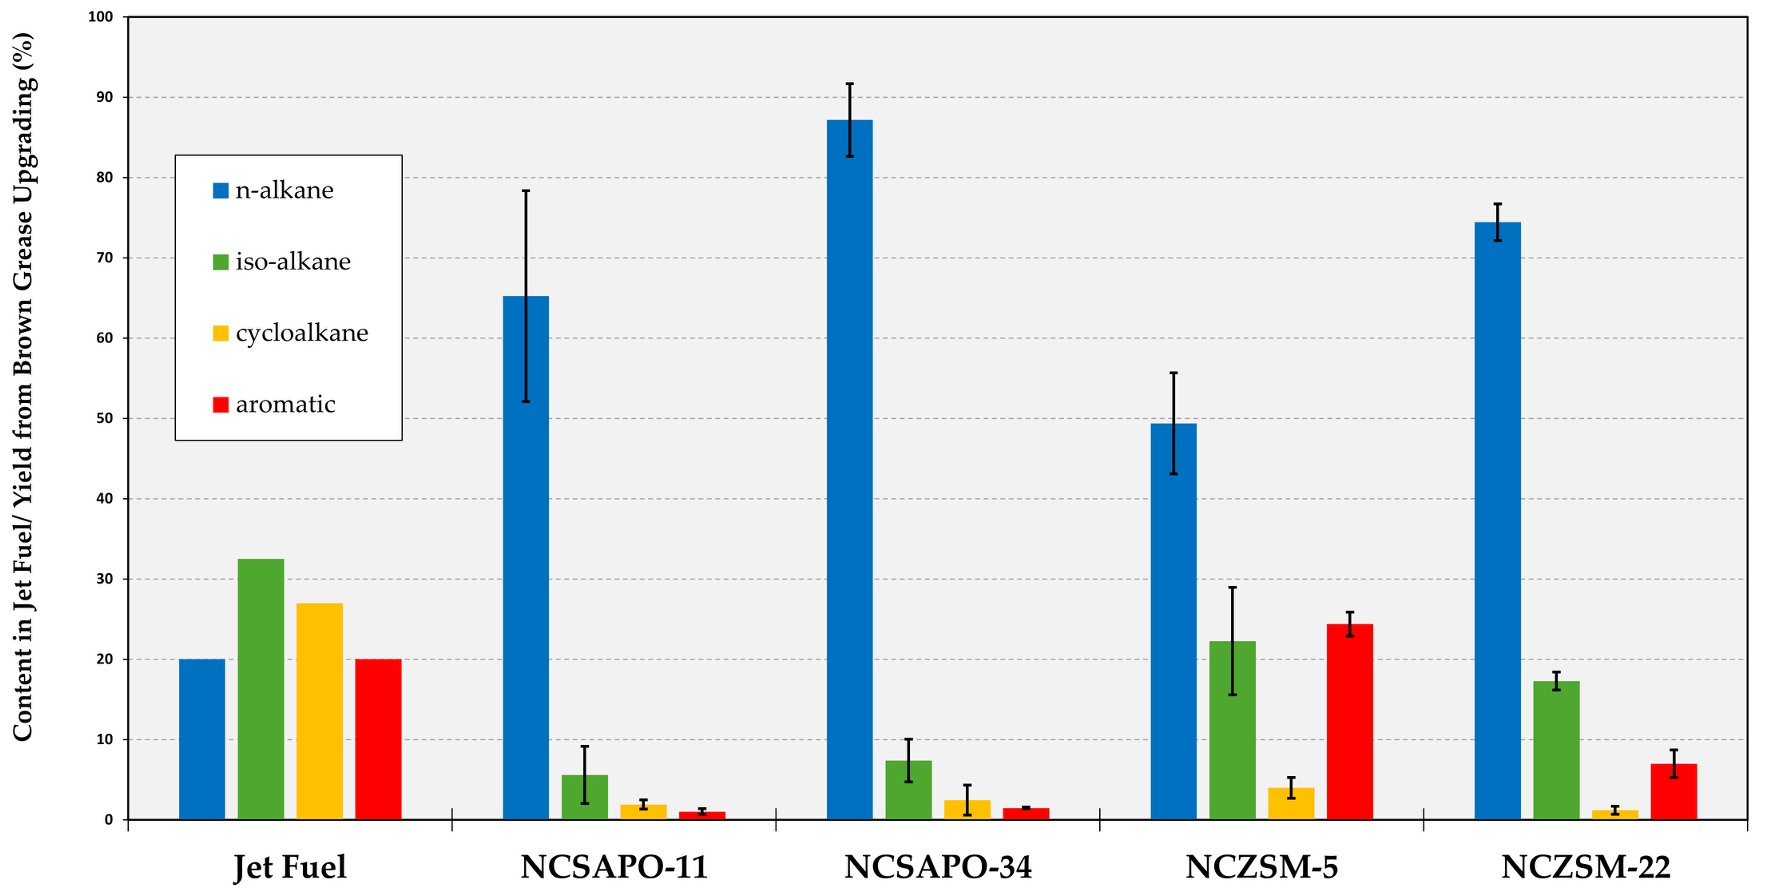 Content in Jet Fuel/ Yield from Brown Grease Upgrading (%)
100
90
80
70
60
50
40
30
20
10
0
n-alkane
iso-alkane
cycloalkane
aromatic
Jet Fuel
NCSAPO-11
NCSAPO-34
NCZSM-5
NCZSM-22